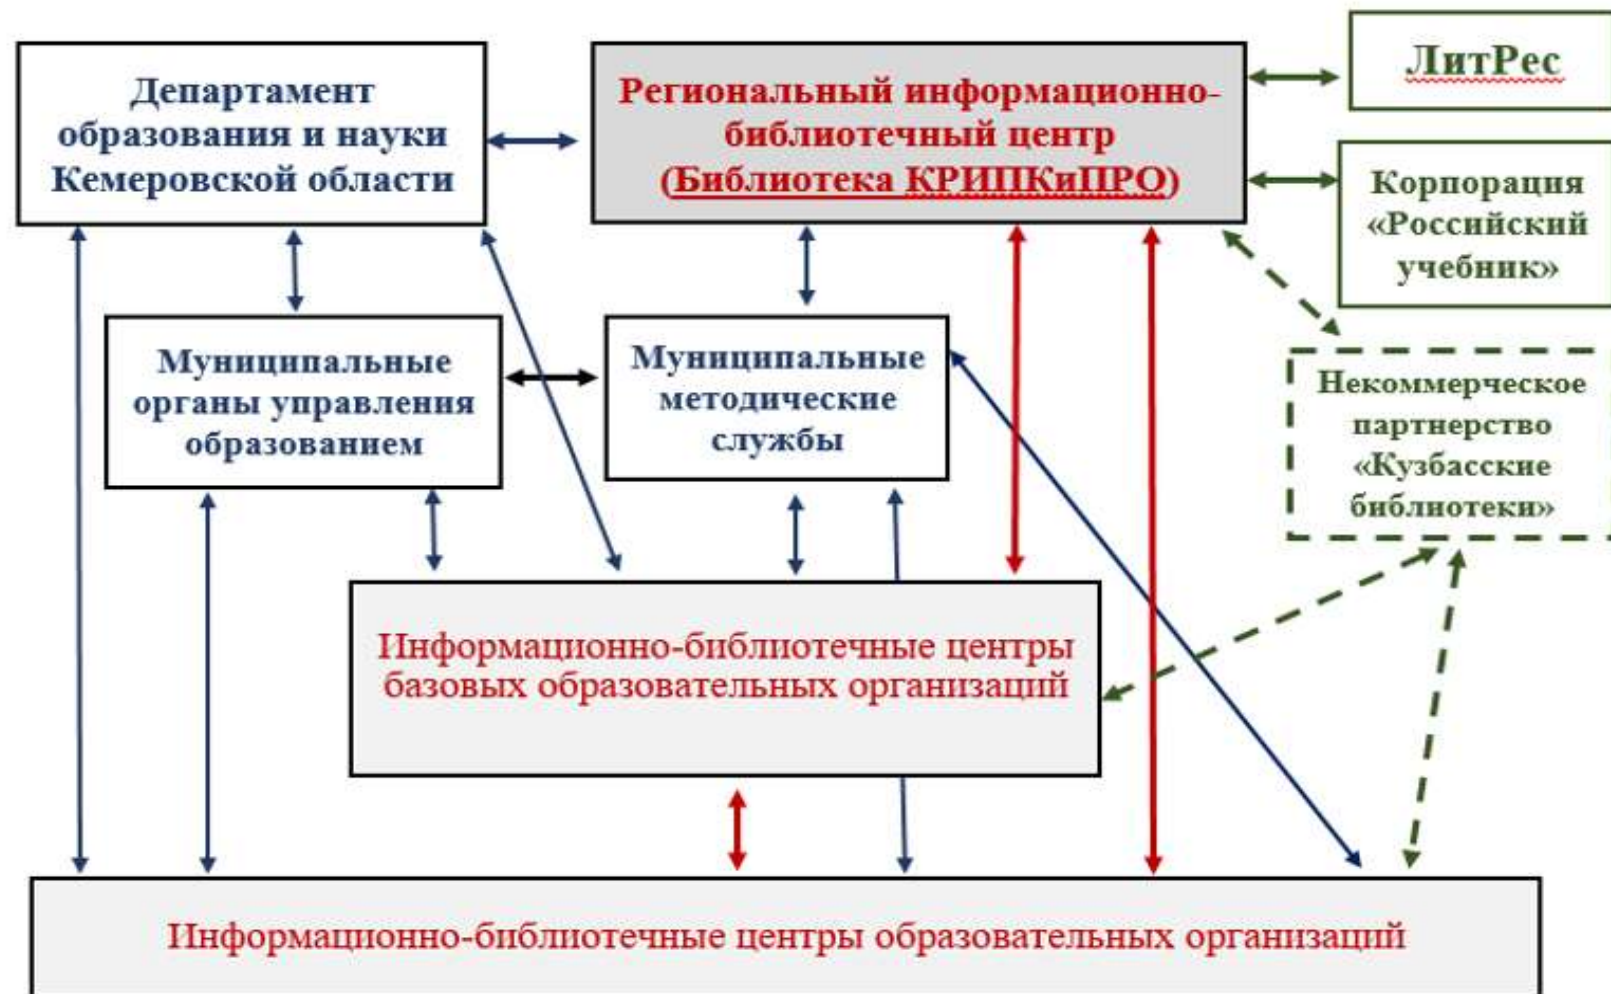 Департамент
образования и науки
Кемеровской области
Региональный информационно-
библиотечный центр
(Библиотека КРИПКиПРО)
ЛитРес
Корпорация
«Российский
учебник»
Муниципальные
органы управления
образованием
Муниципальные
методические
службы
Некоммерческое
партнерство
«Кузбасские
библиотеки»
Информационно-библиотечные центры
базовых образовательных организаций
Информационно-библиотечные центры образовательных организаций